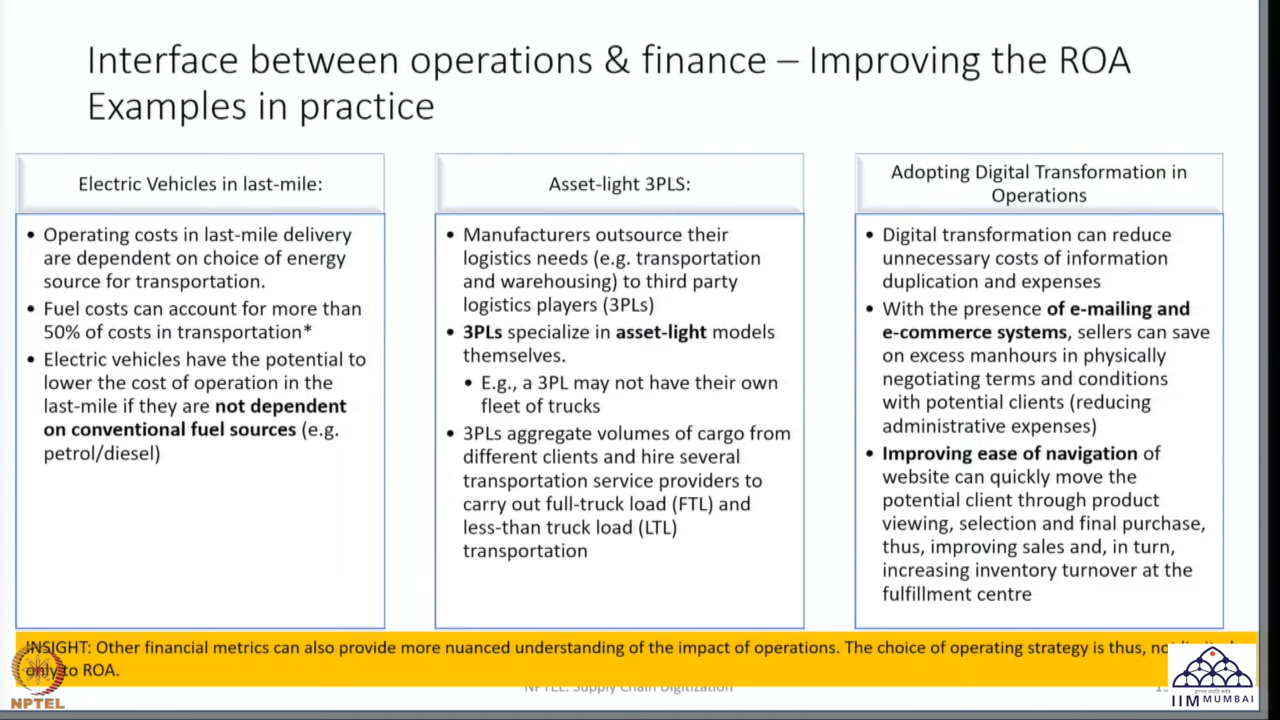 Interface between operations & finance – Improving the ROA
Examples in practice
Electric Vehicles in last-mile:
• Operating costs in last-mile delivery
are dependent on choice of energy
source for transportation.
• Fuel costs can account for more than
50% of costs in transportation*
• Electric vehicles have the potential to
lower the cost of operation in the
last-mile if they are not dependent
on conventional fuel sources (e.g.
petrol/diesel)
Asset-light 3PLS:
• Manufacturers outsource their
logistics needs (e.g. transportation
and warehousing) to third party
logistics players (3PLs)
• 3PLs specialize in asset-light models
themselves.
• E.g., a 3PL may not have their own
fleet of trucks
• 3PLs aggregate volumes of cargo from
different clients and hire several
transportation service providers to
carry out full-truck load (FTL) and
less-than truck load (LTL)
transportation
Adopting Digital Transformation in
Operations
• Digital transformation can reduce
unnecessary costs of information
duplication and expenses
• With the presence of e-mailing and
e-commerce systems, sellers can save
on excess manhours in physically
negotiating terms and conditions
with potential clients (reducing
administrative expenses)
• Improving ease of navigation of
website can quickly move the
potential client through product
viewing, selection and final purchase,
thus, improving sales and, in turn,
increasing inventory turnover at the
fulfillment centre
INSIGHT: Other financial metrics can also provide more nuanced understanding of the impact of operations. The choice of operating strategy is thus,
only to ROA.
NPTEL: Supply Chain Digitization
NPTEL
IIM MUMBAI